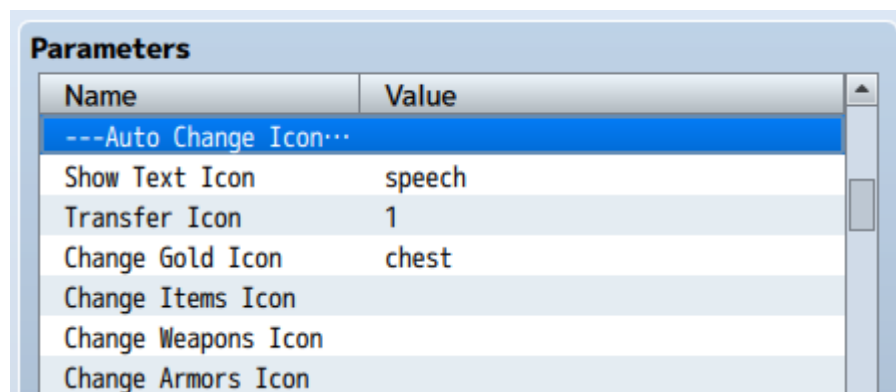 Parameters
Name Value
---Auto Change Icon…
Show Text Icon speech
Transfer Icon 1
Change Gold Icon chest
Change Items Icon
Change Weapons Icon
Change Armors Icon